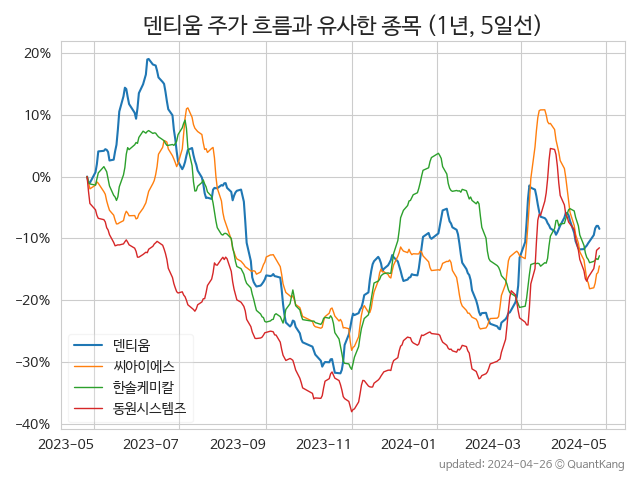 덴티움 주가 흐름과 유사한 종목 (1년, 5일선)
20%
10%
0%
−10%
−20%
−30%
−40%
덴티움
씨아이에스
한솔케미칼
동원시스템즈
2023-05 2023-07 2023-09 2023-11 2024-01 2024-03 2024-05
updated: 2024-04-26 © QuantKang